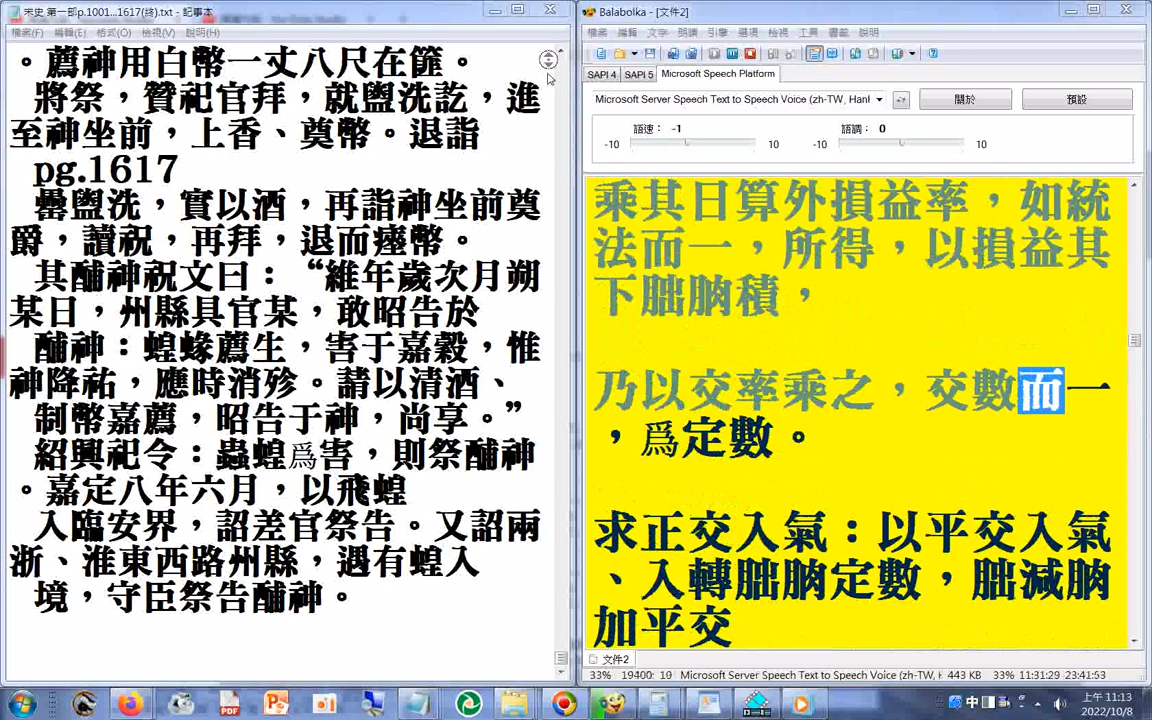 宋史 第一部p.1001...1617(終).txt - 記事本
檔案(F) 編輯(E) 格式(O) 檢視(V) 說明(H)
。薦神用白幣一丈八尺在篚。
將祭，贊祀官拜，就盥洗訖，進
至神坐前，上香、奠幣。退詣
pg.1617
罍盥洗，實以酒，再詣神坐前奠
爵，讀祝，再拜，退而瘞幣。
其酺神祝文曰：“維年歲次月朔
某日，州縣具官某，敢昭告於
酺神：蝗蝝薦生，害于嘉穀，惟
神降祐，應時消殄。請以清酒、
制幣嘉薦，昭告于神，尚享。”
紹興祀令：蟲蝗爲害，則祭酺神
。嘉定八年六月，以飛蝗
入臨安界，詔差官祭告。又詔兩
浙、淮東西路州縣，遇有蝗入
境，守臣祭告酺神。
Balabolka - [文件2]
檔案 編輯 文字 朗讀 引擎 選項 檢視 工具 書籤 說明
SAPI 4 SAPI 5 Microsoft Speech Platform
Microsoft Server Speech Text to Speech Voice (zh-TW, Hanl 關於 預設
語速： -1 語調： 0
-10 10 -10 10
乘其日算外損益率，如統
法而一，所得，以損益其
下朏朒積，
乃以交率乘之，交數而一
，爲定數。
求正交入氣：以平交入氣
、入轉朏朒定數，朏減朒
加平交
文件2
33% 19400: 10 Microsoft Server Speech Text to Speech Voice (zh-TW, H 443 KB 33% 11:31:29 -23:41:53
中
上午 11:13
2022/10/8